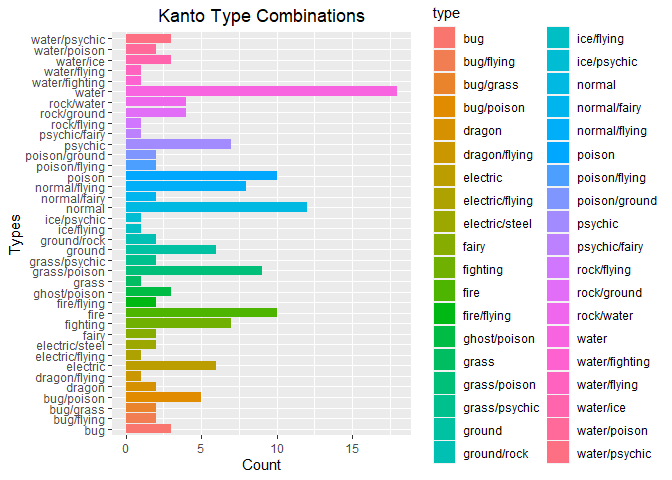 Kanto Type Combinations
Types
water/psychic
water/poison
water/ice
water/flying
water/fighting
water
rock/water
rock/ground
rock/flying
psychic/fairy
psychic
poison/ground
poison/flying
poison
normal/flying
normal/fairy
normal
ice/psychic
ice/flying
ground/rock
ground
grass/psychic
grass/poison
grass
ghost/poison
fire/flying
fire
fighting
fairy
electric/steel
electric/flying
electric
dragon/flying
dragon
bug/poison
bug/grass
bug/flying
bug
0 5 10 15
Count
type
bug
bug/flying
bug/grass
bug/poison
dragon
dragon/flying
electric
electric/flying
electric/steel
fairy
fighting
fire
fire/flying
ghost/poison
grass
grass/poison
grass/psychic
ground
ground/rock
ice/flying
ice/psychic
normal
normal/fairy
normal/flying
poison
poison/flying
poison/ground
psychic
psychic/fairy
rock/flying
rock/ground
rock/water
water
water/fighting
water/flying
water/ice
water/poison
water/psychic